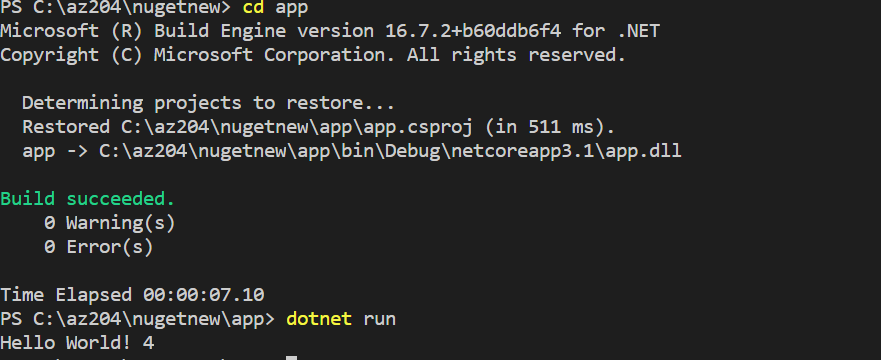 PS C:\az204\nugetnew> cd app
Microsoft (R) Build Engine version 16.7.2+b60ddb6f4 for .NET
Copyright (C) Microsoft Corporation. All rights reserved.
Determining projects to restore...
Restored C:\az204\nugetnew\app\app.csproj (in 511 ms).
app -> C:\az204\nugetnew\app\bin\Debug\netcoreapp3.1\app.dll
Build succeeded.
0 Warning(s)
0 Error(s)
Time Elapsed 00:00:07.10
PS C:\az204\nugetnew\app> dotnet run
Hello World! 4